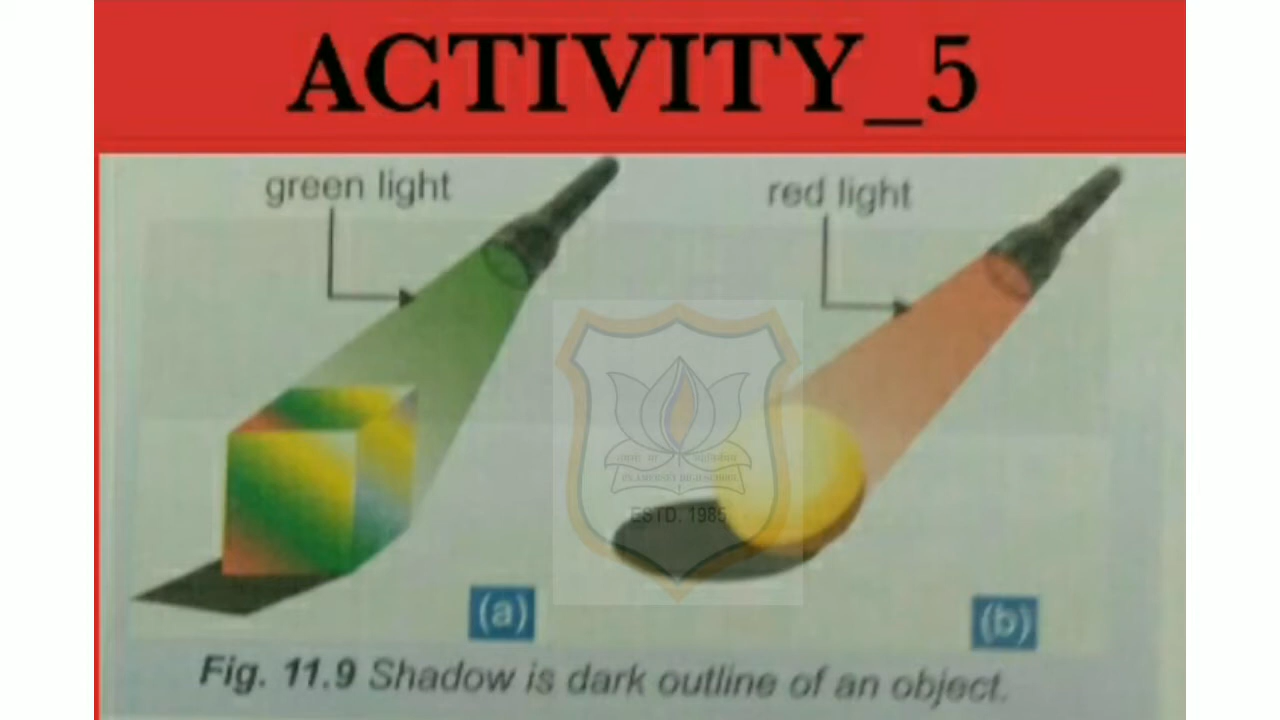 ACTIVITY_5
green light
red light
ESTD. 1985
(a)
(b)
Fig. 11.9 Shadow is dark outline of an object.